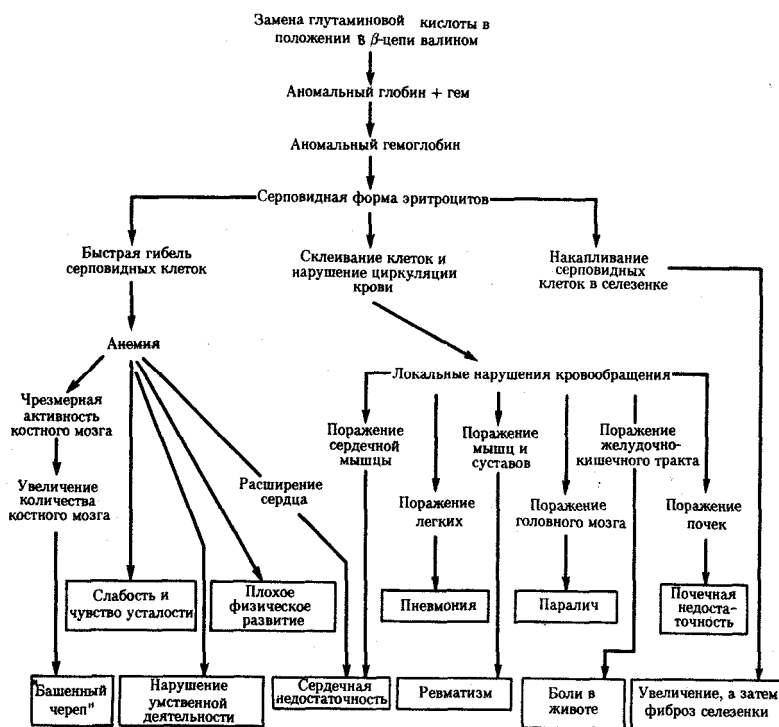 Замена глутаминовой кислоты в
положении в β-цепи валином
Аномальный глобин + гем
Аномальный гемоглобин
Серповидная форма эритроцитов
Быстрая гибель
серповидных клеток
Склеивание клеток и
нарушение циркуляции
крови
Накапливание
серповидных
клеток в селезенке
Анемия
Локальные нарушения кровообращения
Чрезмерная
активность
костного мозга
Поражение
сердечной
мышцы
Поражение
мышц и
суставов
Поражение
желудочно-
кишечного тракта
Увеличение
количества
костного мозга
Расширение
сердца
Поражение
легких
Поражение
головного мозга
Поражение
почек
Слабость и
чувство усталости
Плохое
физическое
развитие
Пневмония
Паралич
Почечная
недоста-
точность
"Башенный
череп"
Нарушение
умственной
деятельности
Сердечная
недостаточность
Ревматизм
Боли в
животе
Увеличение, а затем
фиброз селезенки